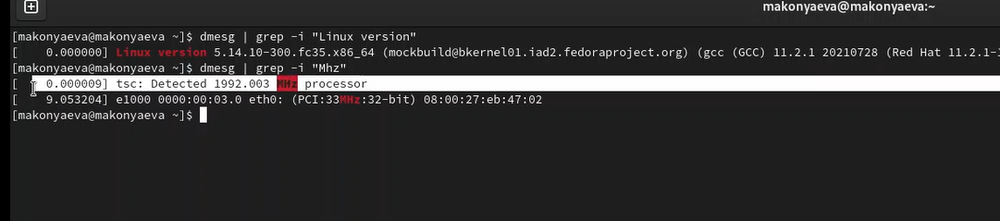 makonyaeva@makonyaeva:~
[makonyaeva@makonyaeva ~]$ dmesg | grep -i "Linux version"
[    0.000000] Linux version 5.14.10-300.fc35.x86_64 (mockbuild@bkernel01.iad2.fedoraproject.org) (gcc (GCC) 11.2.1 20210728 (Red Hat 11.2.1-1
[makonyaeva@makonyaeva ~]$ dmesg | grep -i "Mhz"
[    0.000009] tsc: Detected 1992.003 MHz processor
[    9.053204] e1000 0000:00:03.0 eth0: (PCI:33MHz:32-bit) 08:00:27:eb:47:02
[makonyaeva@makonyaeva ~]$